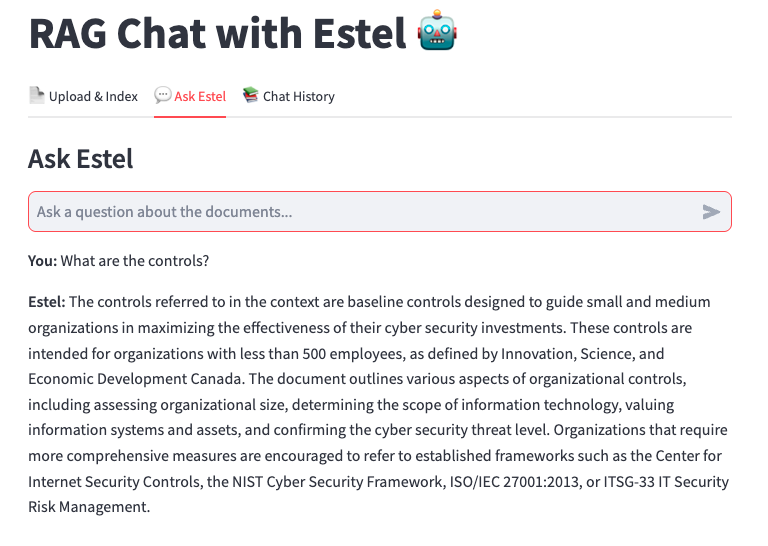 RAG Chat with Estel 🤖
📄 Upload & Index 💬 Ask Estel 📚 Chat History
Ask Estel
Ask a question about the documents...
You: What are the controls?
Estel: The controls referred to in the context are baseline controls designed to guide small and medium
organizations in maximizing the effectiveness of their cyber security investments. These controls are
intended for organizations with less than 500 employees, as defined by Innovation, Science, and
Economic Development Canada. The document outlines various aspects of organizational controls,
including assessing organizational size, determining the scope of information technology, valuing
information systems and assets, and confirming the cyber security threat level. Organizations that require
more comprehensive measures are encouraged to refer to established frameworks such as the Center for
Internet Security Controls, the NIST Cyber Security Framework, ISO/IEC 27001:2013, or ITSG-33 IT Security
Risk Management.